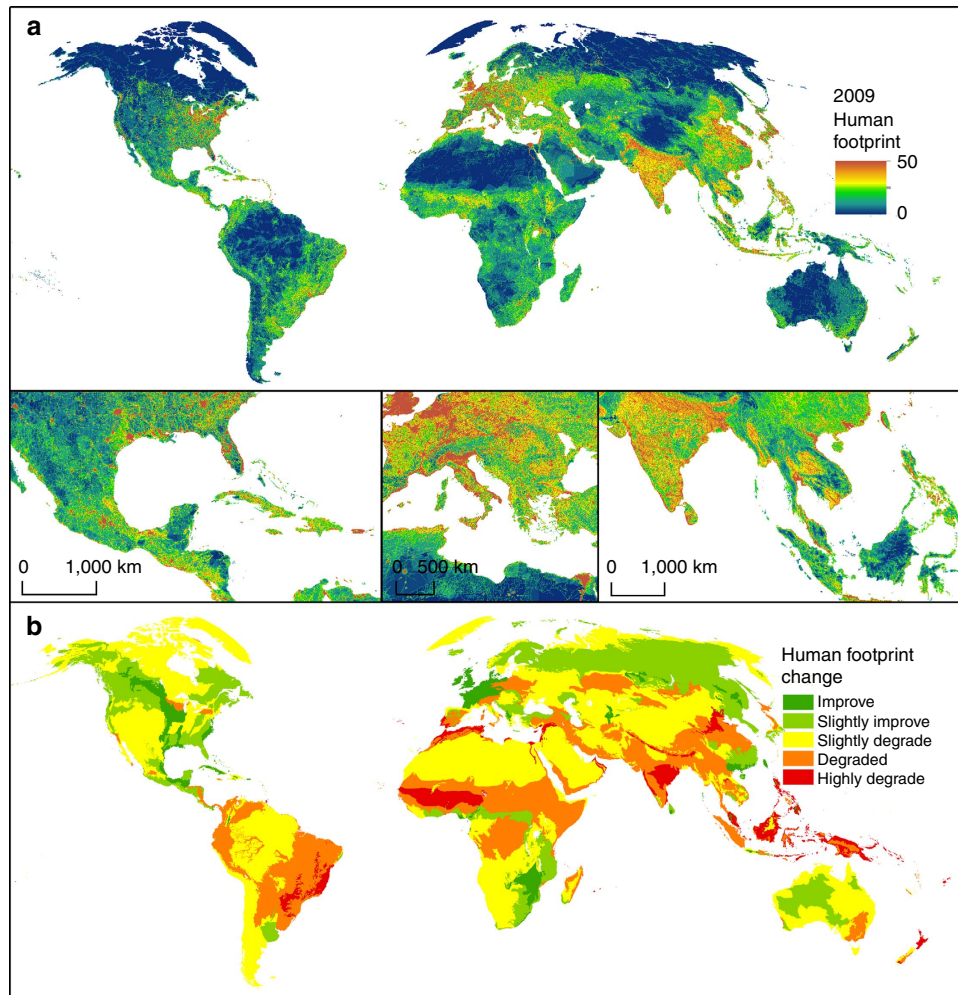 a
2009
Human
footprint
50
0
0 1,000 km
0 500 km
0 1,000 km
b
Human footprint
change
Improve
Slightly improve
Slightly degrade
Degraded
Highly degrade